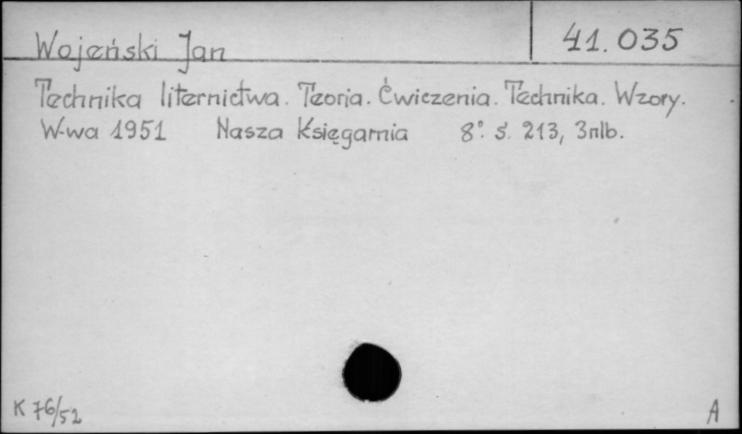 Wojeński Jan
41.035
Technika liternictwa. Teoria. Ćwiczenia. Technika. Wzory.
W-wa 1951 Nasza Księgarnia 8° s. 213, 3nlb.
K 76/52
A